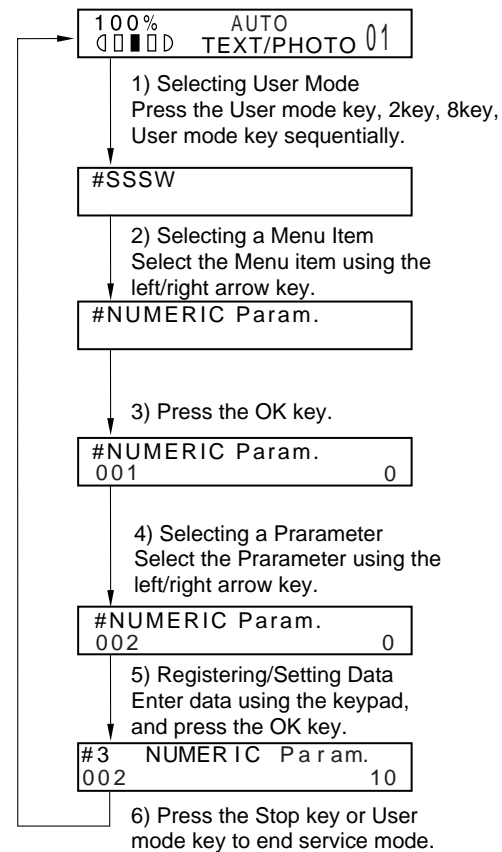 100% AUTO
TEXT/PHOTO 01
1) Selecting User Mode
Press the User mode key, 2key, 8key,
User mode key sequentially.
#SSSW
2) Selecting a Menu Item
Select the Menu item using the
left/right arrow key.
#NUMERIC Param.
3) Press the OK key.
#NUMERIC Param.
001 0
4) Selecting a Prarameter
Select the Prarameter using the
left/right arrow key.
#NUMERIC Param.
002 0
5) Registering/Setting Data
Enter data using the keypad,
and press the OK key.
#3 NUMERIC Param.
002 10
6) Press the Stop key or User
mode key to end service mode.